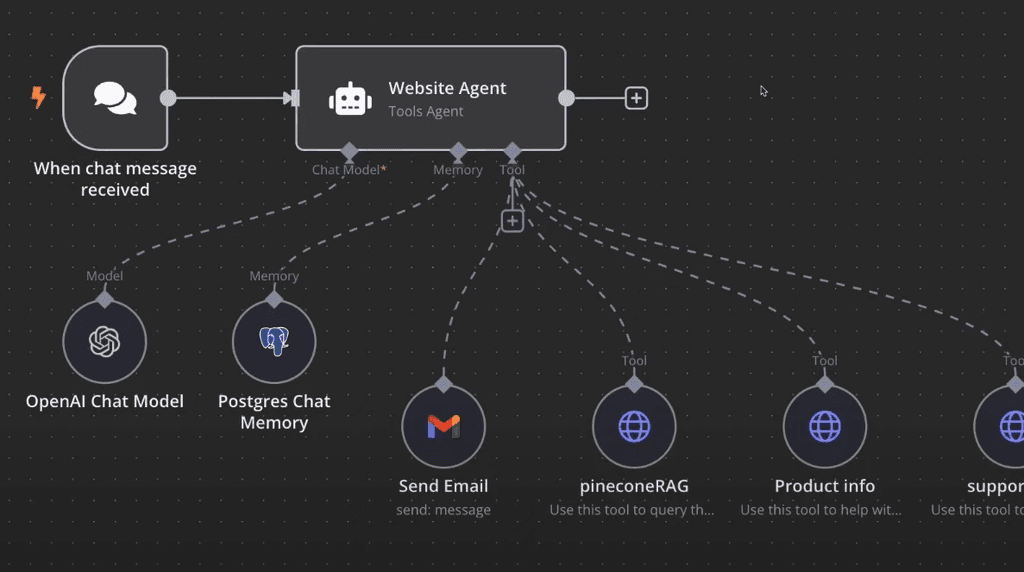 Website Agent
Tools Agent
When chat message
received
Chat Model*
Memory
Tool
Model
Memory
OpenAI Chat Model
Postgres Chat
Memory
Tool
Tool
Too
Send Email
send: message
pineconeRAG
Use this tool to query th...
Product info
Use this tool to help wit...
suppor
Use this tool to